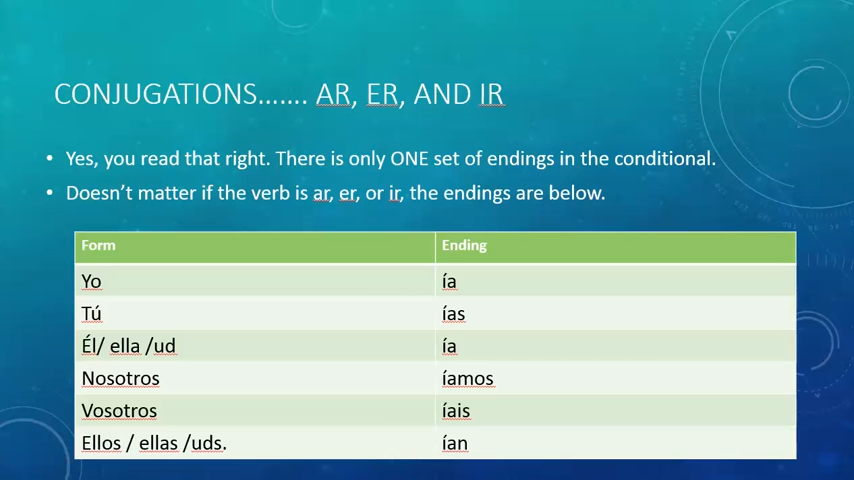 CONJUGATIONS……. AR, ER, AND IR
• Yes, you read that right. There is only ONE set of endings in the conditional.
• Doesn’t matter if the verb is ar, er, or ir, the endings are below.
Form Ending
Yo ía
Tú ías
Él/ ella /ud ía
Nosotros íamos
Vosotros íais
Ellos / ellas /uds. ían